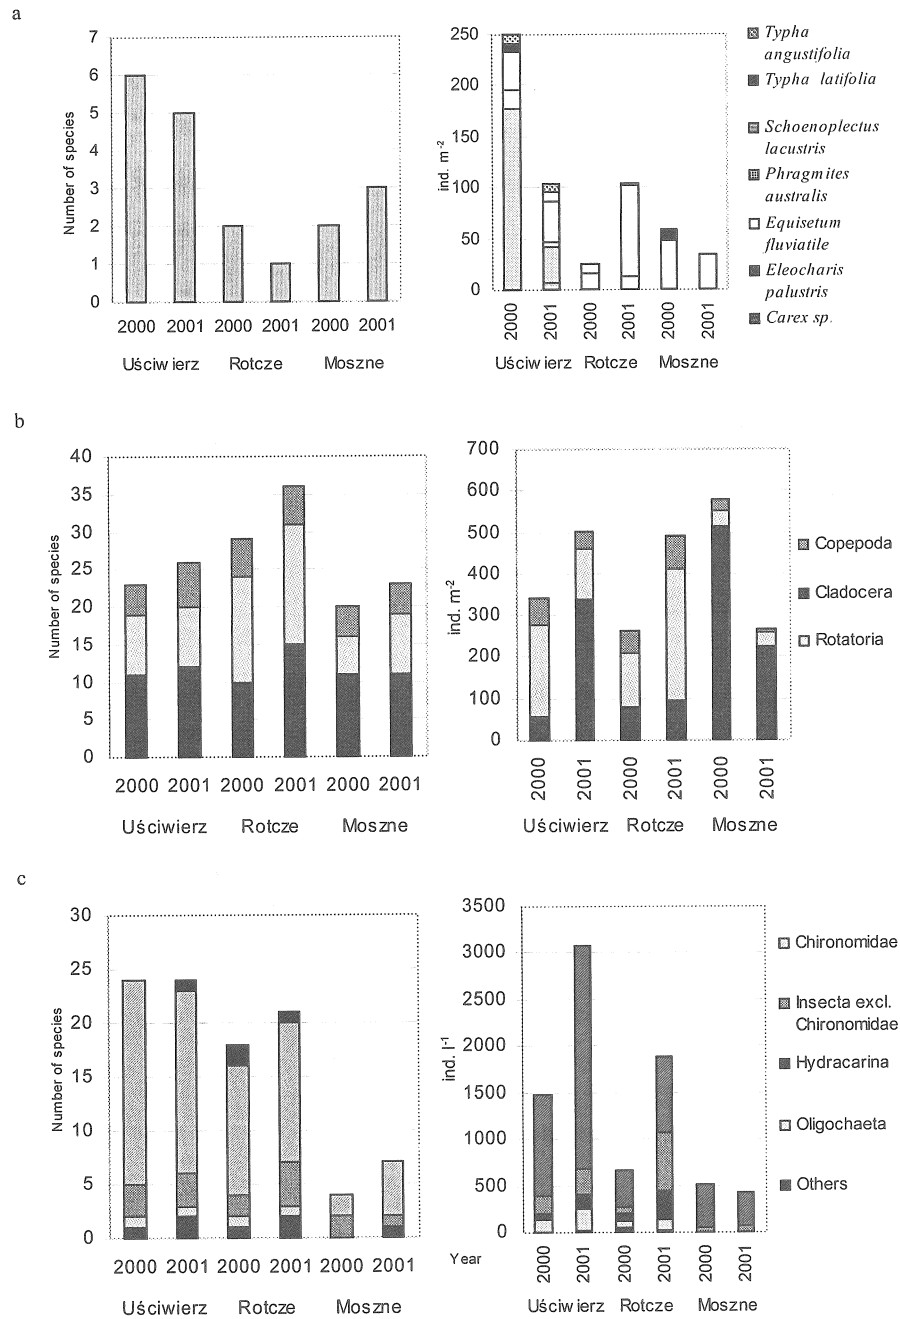 a
7
6
5
4
3
2
1
0
Number of species
2000 2001 2000 2001 2000 2001
Uściwierz Rotcze Moszne
250
200
150
100
50
0
ind. m-2
2000 2001 2000 2001 2000 2001
Uściwierz Rotcze Moszne
Typha
angustifolia
Typha latifolia
Schoenoplectus
lacustris
Phragmites
australis
Equisetum
fluviatile
Eleocharis
palustris
Carex sp.
b
40
35
30
25
20
15
10
5
0
Number of species
2000 2001 2000 2001 2000 2001
Uściwierz Rotcze Moszne
700
600
500
400
300
200
100
0
ind. m-2
2000 2001 2000 2001 2000 2001
Uściwierz Rotcze Moszne
Copepoda
Cladocera
Rotatoria
c
30
25
20
15
10
5
0
Number of species
2000 2001 2000 2001 2000 2001
Uściwierz Rotcze Moszne
3500
3000
2500
2000
1500
1000
500
0
ind. l-1
Year
2000 2001 2000 2001 2000 2001
Uściwierz Rotcze Moszne
Chironomidae
Insecta excl.
Chironomidae
Hydracarina
Oligochaeta
Others